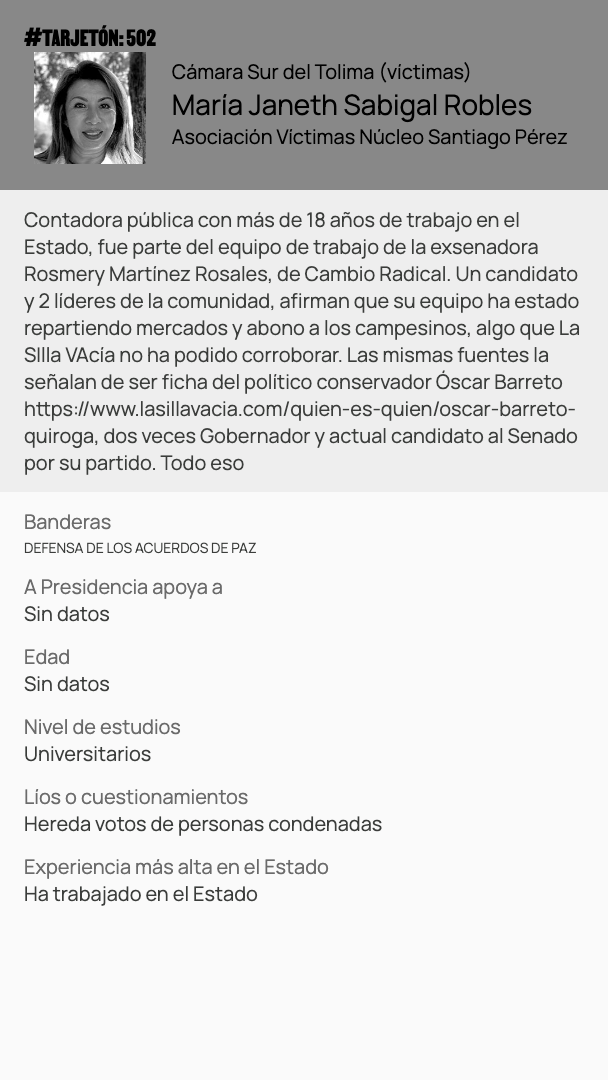 #TARJETÓN: 502
Cámara Sur del Tolima (víctimas)
María Janeth Sabigal Robles
Asociación Víctimas Núcleo Santiago Pérez
Contadora pública con más de 18 años de trabajo en el
Estado, fue parte del equipo de trabajo de la exsenadora
Rosmery Martínez Rosales, de Cambio Radical. Un candidato
y 2 líderes de la comunidad, afirman que su equipo ha estado
repartiendo mercados y abono a los campesinos, algo que La
SIlla VAcía no ha podido corroborar. Las mismas fuentes la
señalan de ser ficha del político conservador Óscar Barreto
https://www.lasillavacia.com/quien-es-quien/oscar-barreto-
quiroga, dos veces Gobernador y actual candidato al Senado
por su partido. Todo eso
Banderas
DEFENSA DE LOS ACUERDOS DE PAZ
A Presidencia apoya a
Sin datos
Edad
Sin datos
Nivel de estudios
Universitarios
Líos o cuestionamientos
Hereda votos de personas condenadas
Experiencia más alta en el Estado
Ha trabajado en el Estado